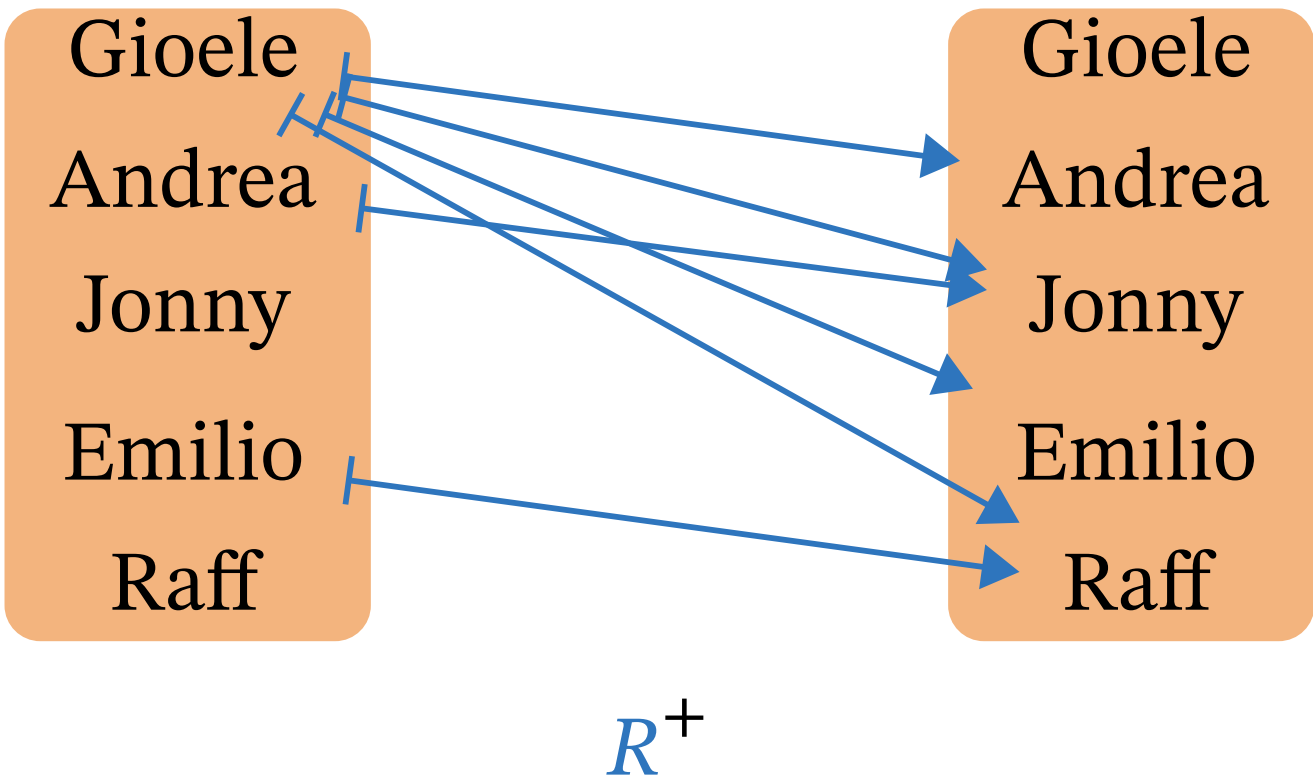 Gioele
Andrea
Jonny
Emilio
Raff
Gioele
Andrea
Jonny
Emilio
Raff
R⁺